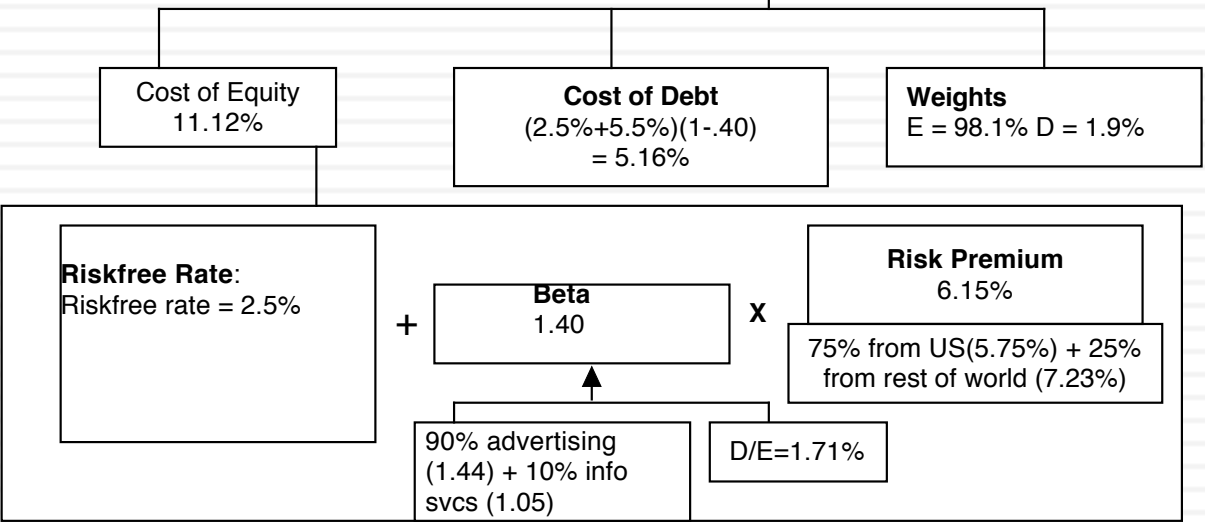 Cost of Equity
11.12%
Cost of Debt
(2.5%+5.5%)(1-.40)
= 5.16%
Weights
E = 98.1% D = 1.9%
Riskfree Rate:
Riskfree rate = 2.5%
+
Beta
1.40
X
Risk Premium
6.15%
75% from US(5.75%) + 25%
from rest of world (7.23%)
90% advertising
(1.44) + 10% info
svcs (1.05)
D/E=1.71%